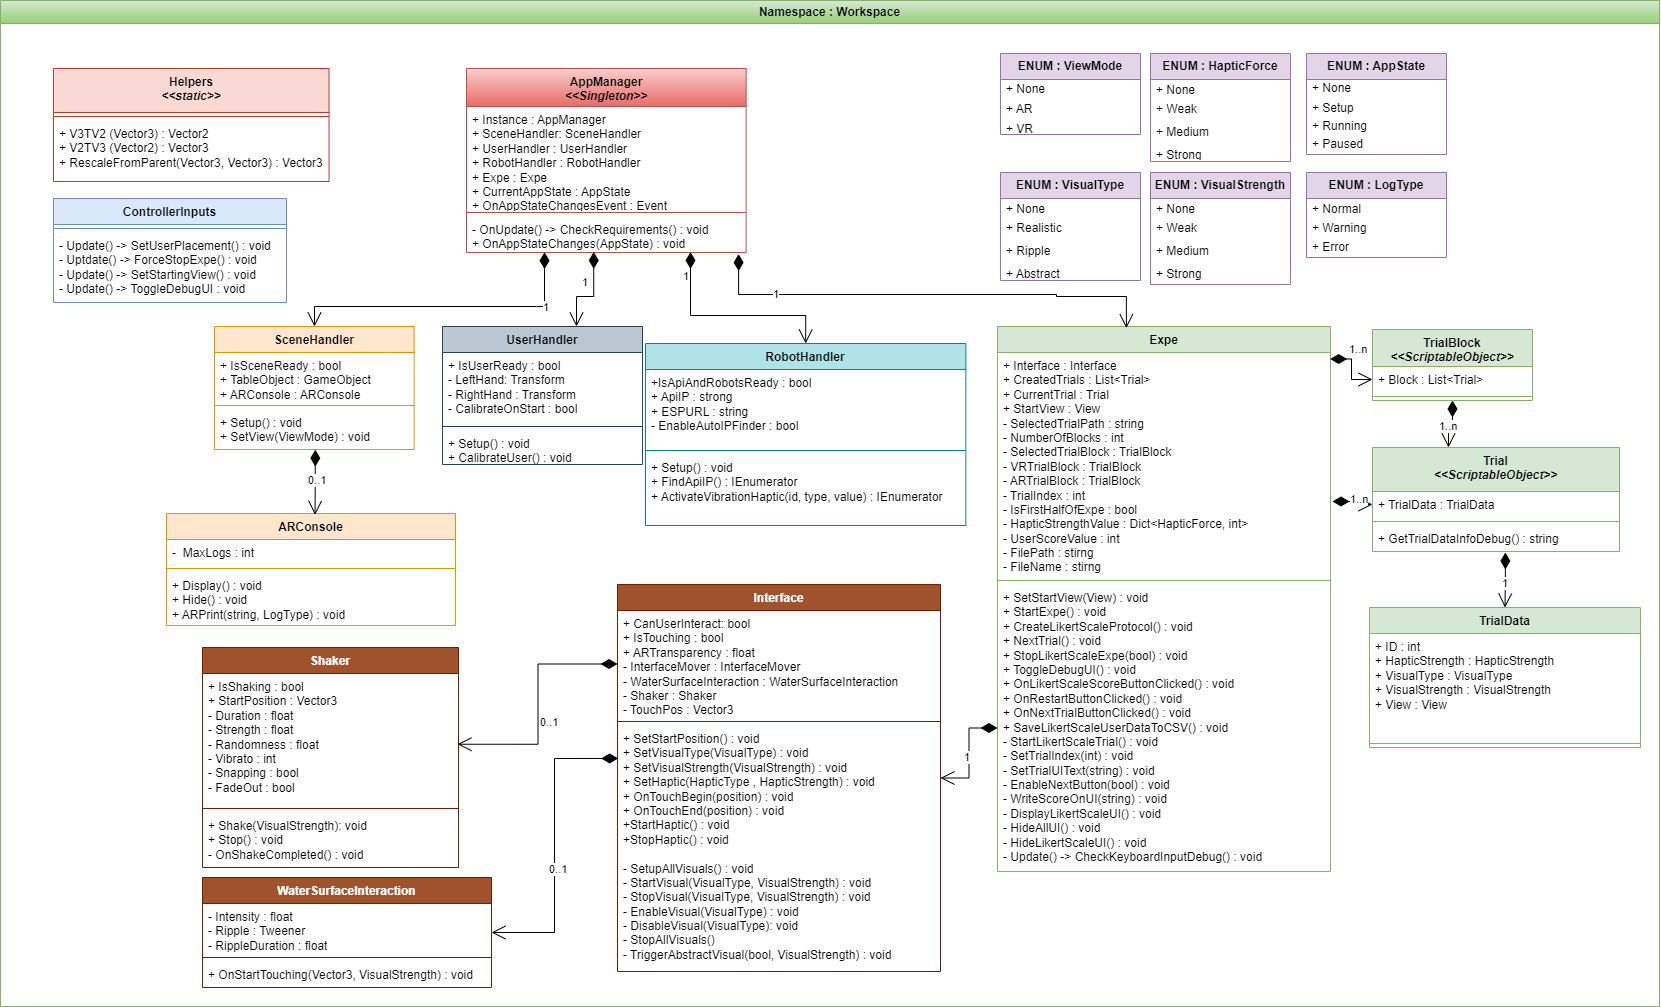 Namespace : Workspace
Helpers
<<static>>
+ V3TV2 (Vector3) : Vector2
+ V2TV3 (Vector2) : Vector3
+ RescaleFromParent(Vector3, Vector3) : Vector3
ControllerInputs
- Update() -> SetUserPlacement() : void
- Uptdate() -> ForceStopExpe() : void
- Update() -> SetStartingView() : void
- Update() -> ToggleDebugUI : void
AppManager
<<Singleton>>
+ Instance : AppManager
+ SceneHandler: SceneHandler
+ UserHandler : UserHandler
+ RobotHandler : RobotHandler
+ Expe : Expe
+ CurrentAppState : AppState
+ OnAppStateChangesEvent : Event
- OnUpdate() -> CheckRequirements() : void
+ OnAppStateChanges(AppState) : void
ENUM : ViewMode
+ None
+ AR
+ VR
ENUM : HapticForce
+ None
+ Weak
+ Medium
+ Strong
ENUM : AppState
+ None
+ Setup
+ Running
+ Paused
ENUM : VisualType
+ None
+ Realistic
+ Ripple
+ Abstract
ENUM : VisualStrength
+ None
+ Weak
+ Medium
+ Strong
ENUM : LogType
+ Normal
+ Warning
+ Error
1
1
1
1
SceneHandler
+ IsSceneReady : bool
+ TableObject : GameObject
+ ARConsole : ARConsole
+ Setup() : void
+ SetView(ViewMode) : void
0..1
ARConsole
- MaxLogs : int
+ Display() : void
+ Hide() : void
+ ARPrint(string, LogType) : void
UserHandler
+ IsUserReady : bool
- LeftHand: Transform
- RightHand : Transform
- CalibrateOnStart : bool
+ Setup() : void
+ CalibrateUser() : void
RobotHandler
+IsApiAndRobotsReady : bool
+ ApiIP : strong
+ ESPURL : string
- EnableAutoIPFinder : bool
+ Setup() : void
+ FindApiIP() : IEnumerator
+ ActivateVibrationHaptic(id, type, value) : IEnumerator
Expe
+ Interface : Interface
+ CreatedTrials : List<Trial>
+ CurrentTrial : Trial
+ StartView : View
- SelectedTrialPath : string
- NumberOfBlocks : int
- SelectedTrialBlock : TrialBlock
- VRTrialBlock : TrialBlock
- ARTrialBlock : TrialBlock
- TrialIndex : int
- IsFirstHalfOfExpe : bool
- HapticStrengthValue : Dict<HapticForce, int>
- UserScoreValue : int
- FilePath : stirng
- FileName : stirng
+ SetStartView(View) : void
+ StartExpe() : void
+ CreateLikertScaleProtocol() : void
+ NextTrial() : void
+ StopLikertScaleExpe(bool) : void
+ ToggleDebugUI() : void
+ OnLikertScaleScoreButtonClicked() : void
+ OnRestartButtonClicked() : void
+ OnNextTrialButtonClicked() : void
+ SaveLikertScaleUserDataToCSV() : void
- StartLikertScaleTrial() : void
- SetTrialIndex(int) : void
- SetTrialUIText(string) : void
- EnableNextButton(bool) : void
- WriteScoreOnUI(string) : void
- DisplayLikertScaleUI() : void
- HideAllUI() : void
- HideLikertScaleUI() : void
- Update() -> CheckKeyboardInputDebug() : void
1..n
TrialBlock
<<ScriptableObject>>
+ Block : List<Trial>
1..n
1..n
Trial
<<ScriptableObject>>
+ TrialData : TrialData
+ GetTrialDataInfoDebug() : string
1
TrialData
+ ID : int
+ HapticStrength : HapticStrength
+ VisualType : VisualType
+ VisualStrength : VisualStrength
+ View : View
1
Interface
+ CanUserInteract: bool
+ IsTouching : bool
+ ARTransparency : float
- InterfaceMover : InterfaceMover
- WaterSurfaceInteraction : WaterSurfaceInteraction
- Shaker : Shaker
- TouchPos : Vector3
+ SetStartPosition() : void
+ SetVisualType(VisualType) : void
+ SetVisualStrength(VisualStrength) : void
+ SetHaptic(HapticType , HapticStrength) : void
+ OnTouchBegin(position) : void
+ OnTouchEnd(position) : void
+StartHaptic() : void
+StopHaptic() : void
- SetupAllVisuals() : void
- StartVisual(VisualType, VisualStrength) : void
- StopVisual(VisualType, VisualStrength) : void
- EnableVisual(VisualType) : void
- DisableVisual(VisualType): void
- StopAllVisuals()
- TriggerAbstractVisual(bool, VisualStrength) : void
0..1
0..1
Shaker
+ IsShaking : bool
+ StartPosition : Vector3
- Duration : float
- Strength : float
- Randomness : float
- Vibrato : int
- Snapping : bool
- FadeOut : bool
+ Shake(VisualStrength): void
+ Stop() : void
- OnShakeCompleted() : void
WaterSurfaceInteraction
- Intensity : float
- Ripple : Tweener
- RippleDuration : float
+ OnStartTouching(Vector3, VisualStrength) : void